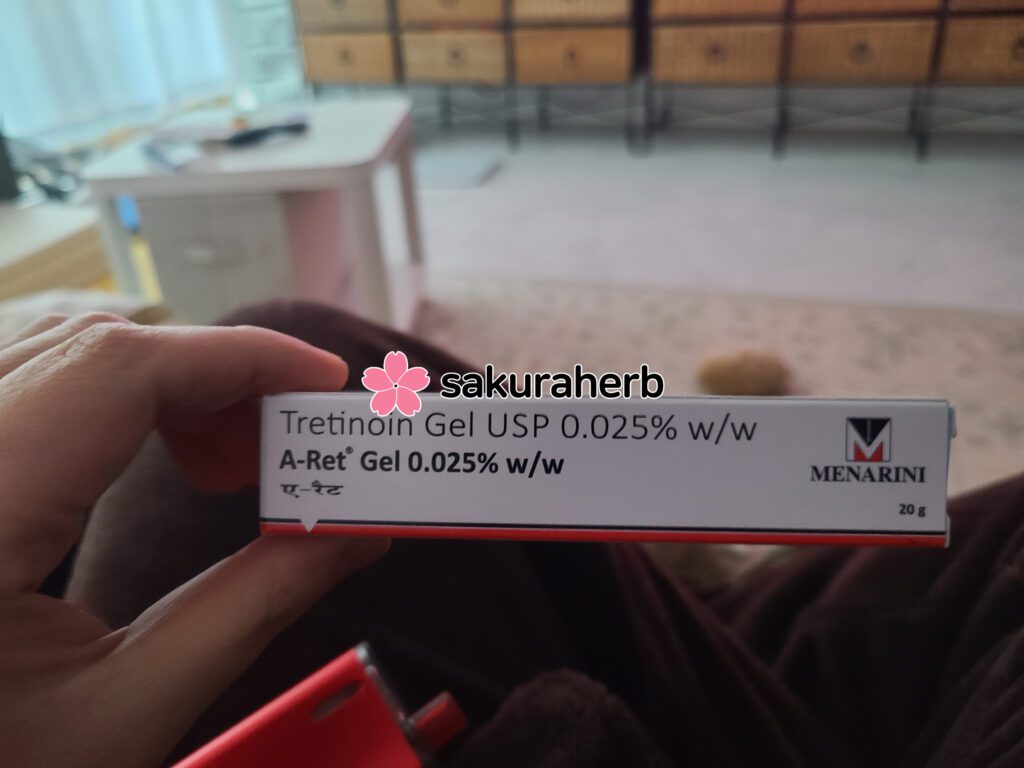 sakuraherb
Tretinoin Gel USP 0.025% w/w
A-Ret® Gel 0.025% w/w
ए-रैट
MENARINI
20 g